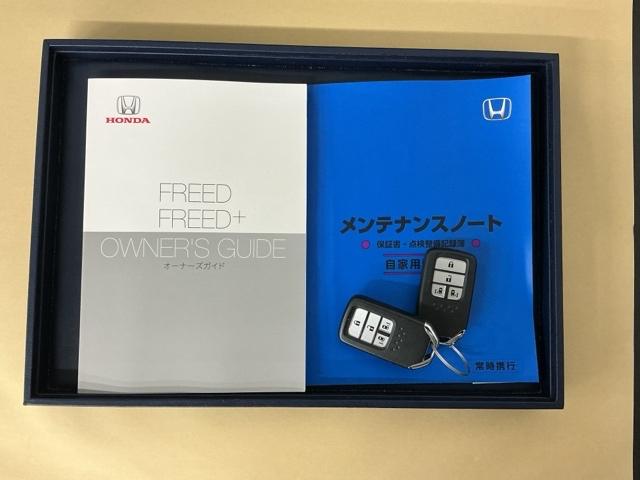 HONDA
FREED
FREED+
OWNER'S GUIDE
オーナーズガイド
メンテナンスノート
保証書・点検整備記録簿
自家用
常時携行